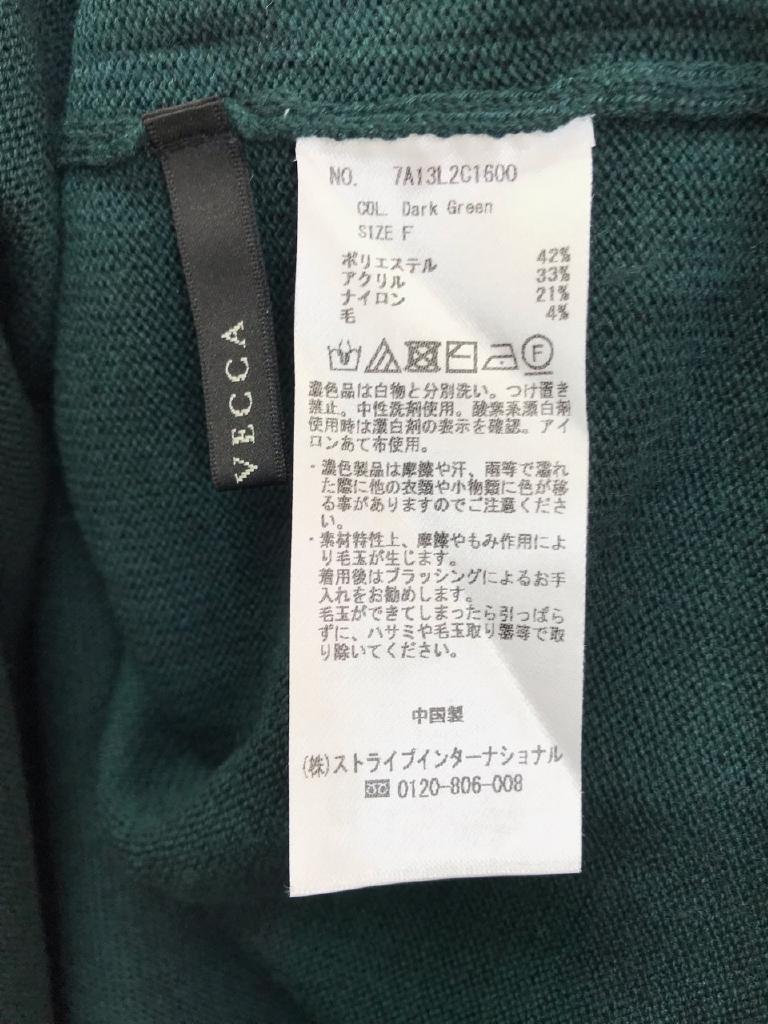 VECCA
NO. 7A13L2C1600
COL. Dark Green
SIZE F
ポリエステル 42%
アクリル 33%
ナイロン 21%
毛 4%
F
濃色品は白物と分別洗い。つけ置き
禁止。中性洗剤使用。酸素系漂白剤
使用時は漂白剤の表示を確認。アイ
ロンあて布使用。
・濃色製品は摩擦や汗、雨等で濡れ
た際に他の衣類や小物類に色が移
る事がありますのでご注意くださ
い。
・素材特性上、摩擦やもみ作用によ
り毛玉が生じます。
着用後はブラッシングによるお手
入れをお勧めします。
毛玉ができてしまったら引っぱら
ずに、ハサミや毛玉取り器等で取
り除いてください。
中国製
(株)ストライプインターナショナル
0120-806-008